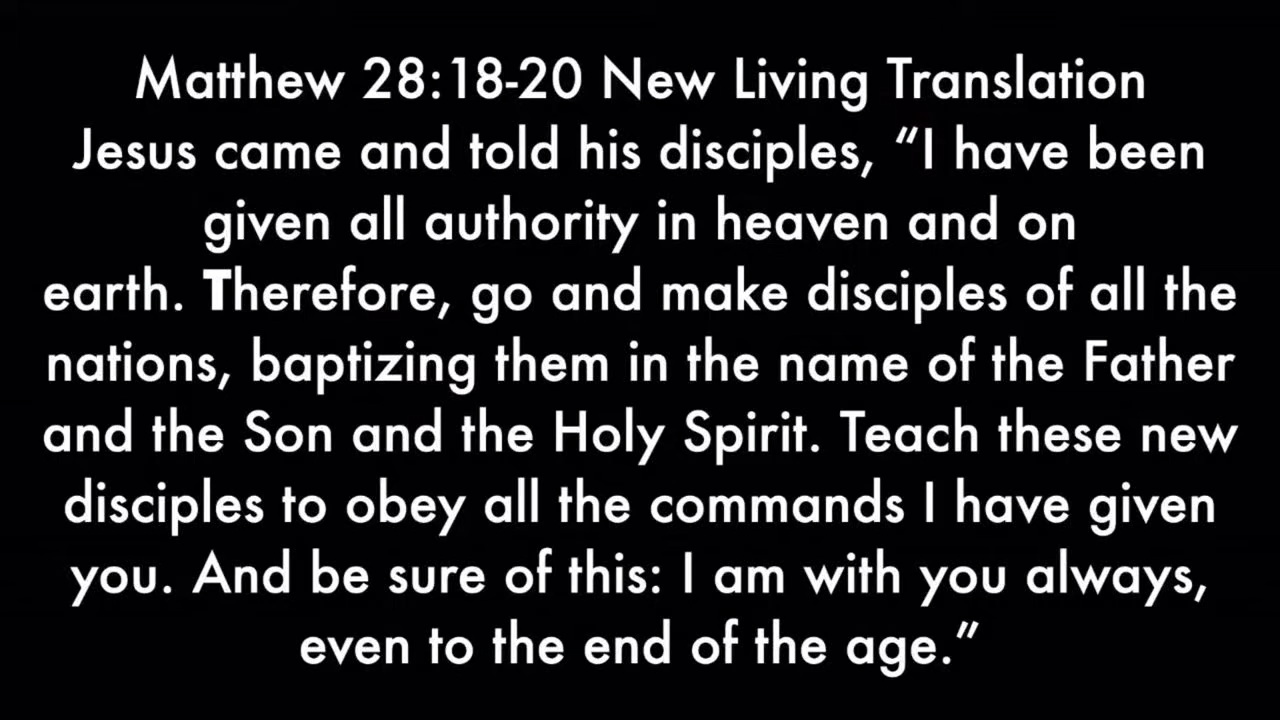 Matthew 28:18-20 New Living Translation
Jesus came and told his disciples, “I have been
given all authority in heaven and on
earth. Therefore, go and make disciples of all the
nations, baptizing them in the name of the Father
and the Son and the Holy Spirit. Teach these new
disciples to obey all the commands I have given
you. And be sure of this: I am with you always,
even to the end of the age.”